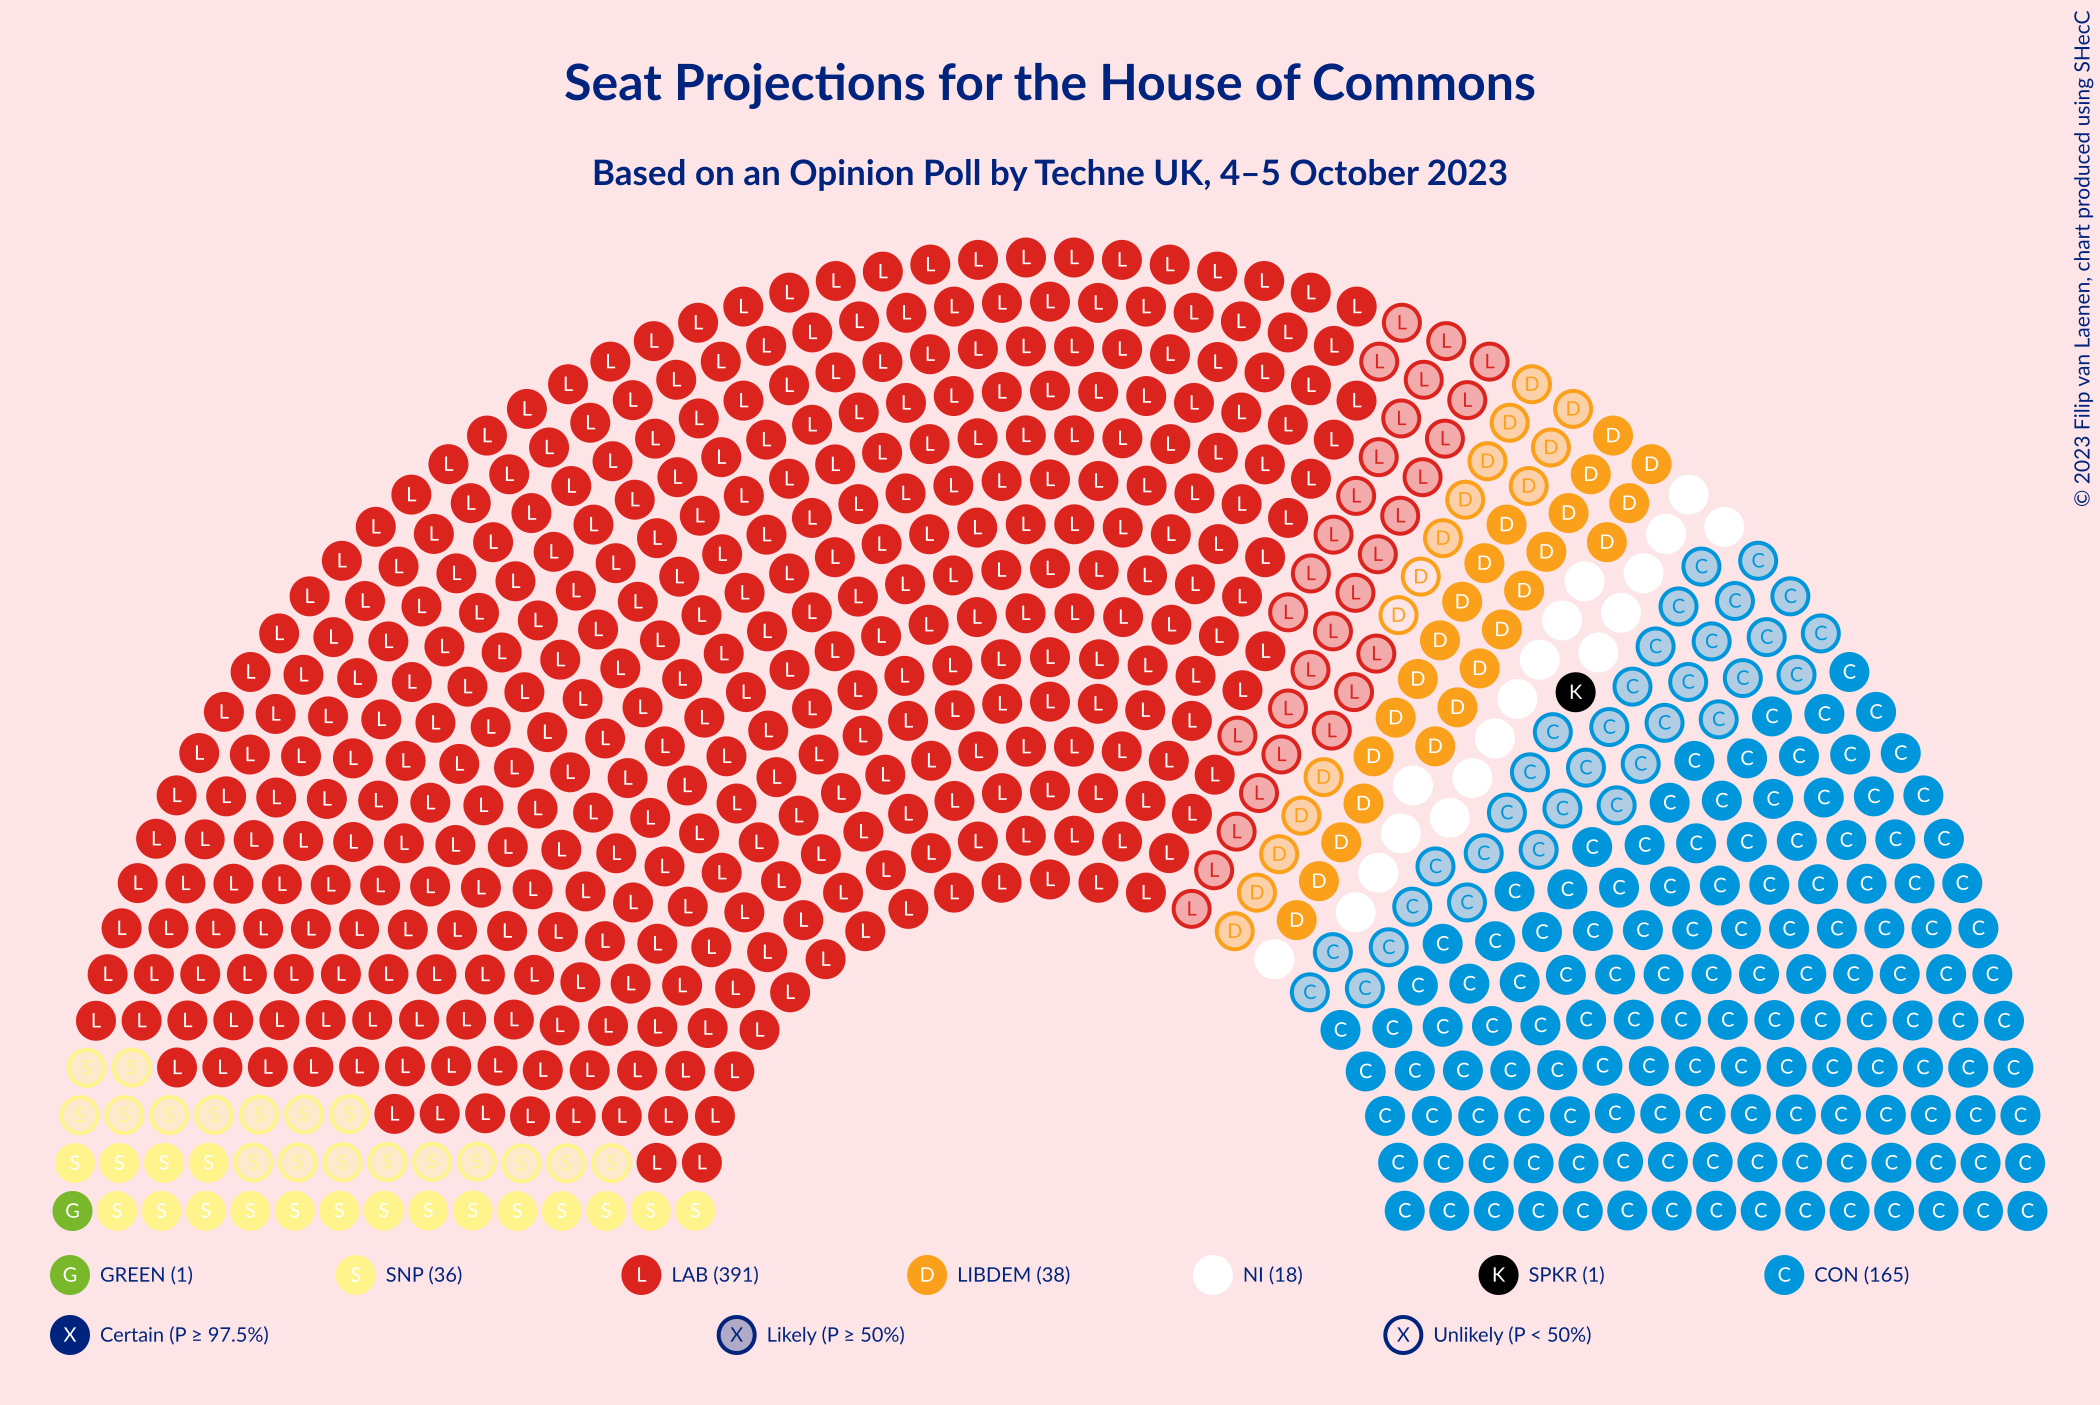 Seat Projections for the House of Commons
Based on an Opinion Poll by Techne UK, 4–5 October 2023
© 2023 Filip van Laenen, chart produced using SHecC
G GREEN (1) S SNP (36) L LAB (391) D LIBDEM (38) NI (18) K SPKR (1) C CON (165)
X Certain (P ≥ 97.5%) X Likely (P ≥ 50%) X Unlikely (P < 50%)